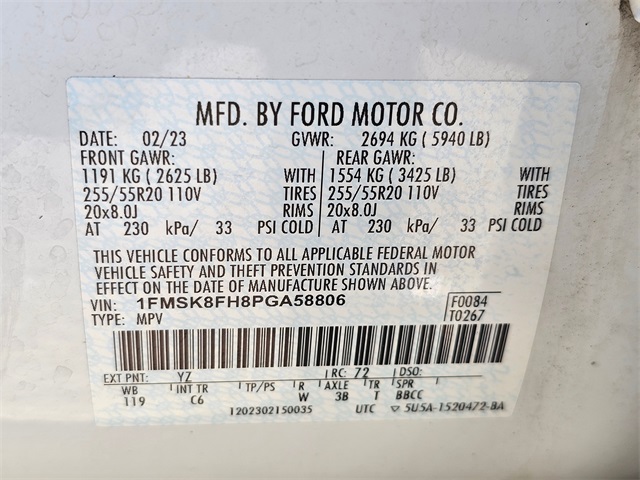 MFD. BY FORD MOTOR CO.
DATE: 02/23 GVWR: 2694 KG ( 5940 LB)
FRONT GAWR: REAR GAWR:
1191 KG ( 2625 LB) WITH 1554 KG ( 3425 LB) WITH
255/55R20 110V TIRES 255/55R20 110V TIRES
20x8.0J RIMS 20x8.0J RIMS
AT 230 kPa/ 33 PSI COLD AT 230 kPa/ 33 PSI COLD
THIS VEHICLE CONFORMS TO ALL APPLICABLE FEDERAL MOTOR
VEHICLE SAFETY AND THEFT PREVENTION STANDARDS IN
EFFECT ON THE DATE OF MANUFACTURE SHOWN ABOVE.
VIN: 1FMSK8FH8PGA58806 F0084
TYPE: MPV T0267
EXT PNT: YZ RC: 72 DSO:
WB INT TR TP/PS R AXLE TR SPR
119 C6 W 3B T BBCC
1202302150035 UTC ▽ 5U5A-1520472-BA